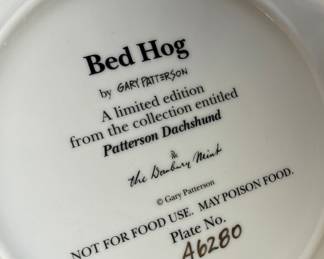 Bed Hog
by GARY PATTERSON
A limited edition
from the collection entitled
Patterson Dachshund
The
Danbury Mint
© Gary Patterson
NOT FOR FOOD USE. MAY POISON FOOD.
Plate No.
A6280